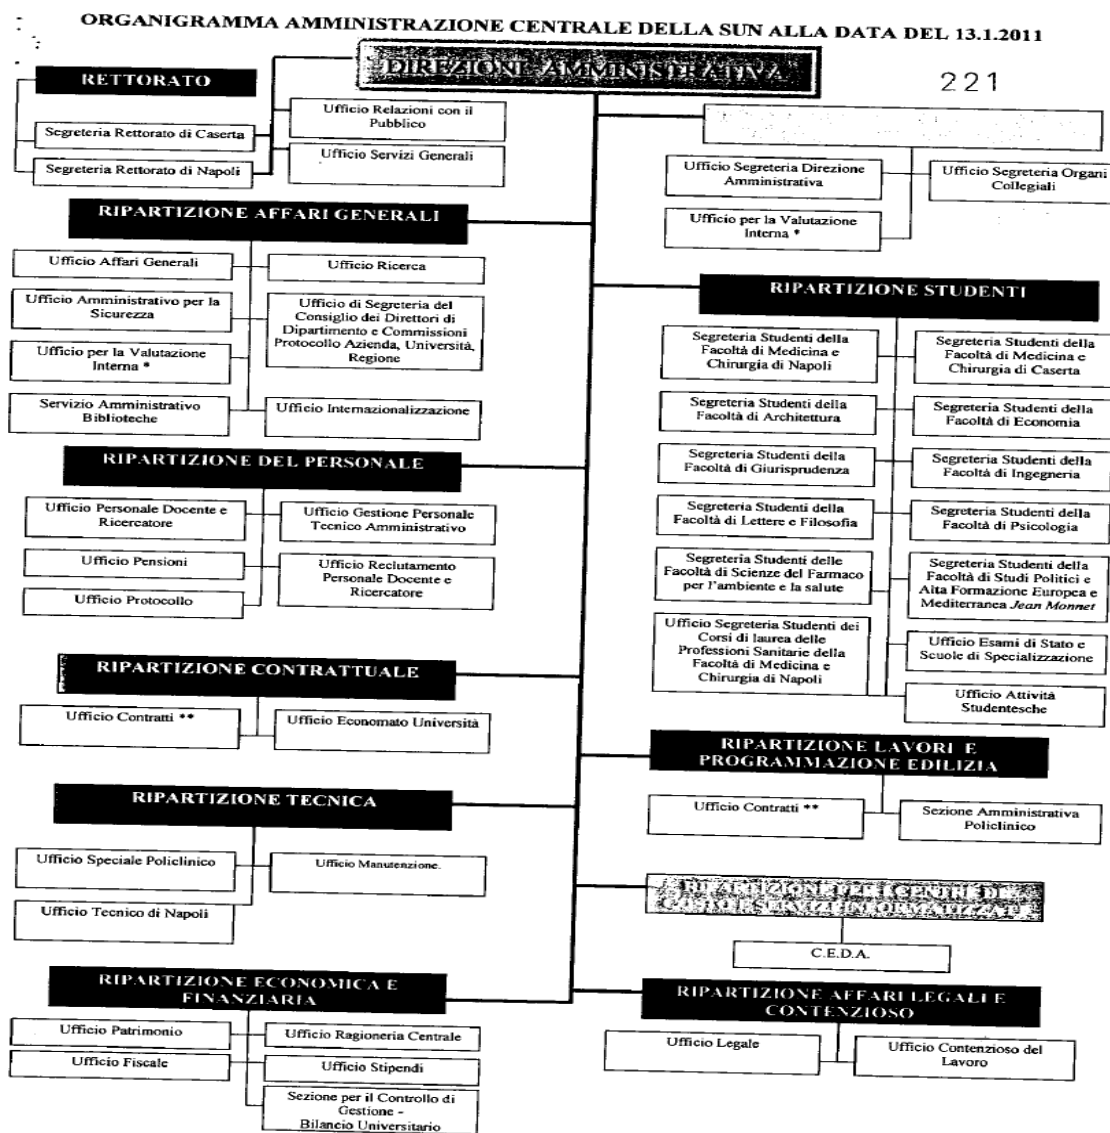 ORGANIGRAMMA AMMINISTRAZIONE CENTRALE DELLA SUN ALLA DATA DEL 13.1.2011
DIREZIONE AMMINISTRATIVA
221
RETTORATO
Segreteria Rettorato di Caserta
Segreteria Rettorato di Napoli
Ufficio Relazioni con il
Pubblico
Ufficio Servizi Generali
Ufficio Segreteria Direzione
Amministrativa
Ufficio Segreteria Organi
Collegiali
Ufficio per la Valutazione
Interna *
RIPARTIZIONE AFFARI GENERALI
Ufficio Affari Generali
Ufficio Ricerca
Ufficio Amministrativo per la
Sicurezza
Ufficio di Segreteria del
Consiglio dei Direttori di
Dipartimento e Commissioni
Protocollo Azienda, Università,
Regione
Ufficio per la Valutazione
Interna *
Servizio Amministrativo
Biblioteche
Ufficio Internazionalizzazione
RIPARTIZIONE DEL PERSONALE
Ufficio Personale Docente e
Ricercatore
Ufficio Gestione Personale
Tecnico Amministrativo
Ufficio Pensioni
Ufficio Reclutamento
Personale Docente e
Ricercatore
Ufficio Protocollo
RIPARTIZIONE CONTRATTUALE
Ufficio Contratti **
Ufficio Economato Università
RIPARTIZIONE TECNICA
Ufficio Speciale Policlinico
Ufficio Manutenzione.
Ufficio Tecnico di Napoli
RIPARTIZIONE ECONOMICA E
FINANZIARIA
Ufficio Patrimonio
Ufficio Ragioneria Centrale
Ufficio Fiscale
Ufficio Stipendi
Sezione per il Controllo di
Gestione -
Bilancio Universitario
RIPARTIZIONE STUDENTI
Segreteria Studenti della
Facoltà di Medicina e
Chirurgia di Napoli
Segreteria Studenti della
Facoltà di Medicina e
Chirurgia di Caserta
Segreteria Studenti della
Facoltà di Architettura
Segreteria Studenti della
Facoltà di Economia
Segreteria Studenti della
Facoltà di Giurisprudenza
Segreteria Studenti della
Facoltà di Ingegneria
Segreteria Studenti della
Facoltà di Lettere e Filosofia
Segreteria Studenti della
Facoltà di Psicologia
Segreteria Studenti delle
Facoltà di Scienze del Farmaco
per l'ambiente e la salute
Segreteria Studenti della
Facoltà di Studi Politici e
Alta Formazione Europea e
Mediterranea Jean Monnet
Ufficio Segreteria Studenti dei
Corsi di laurea delle
Professioni Sanitarie della
Facoltà di Medicina e
Chirurgia di Napoli
Ufficio Esami di Stato e
Scuole di Specializzazione
Ufficio Attività
Studentesche
RIPARTIZIONE LAVORI E
PROGRAMMAZIONE EDILIZIA
Ufficio Contratti **
Sezione Amministrativa
Policlinico
RIPARTIZIONE PER I CENTRI DI
SERVIZI INFORMATIZZATI
C.E.D.A.
RIPARTIZIONE AFFARI LEGALI E
CONTENZIOSO
Ufficio Legale
Ufficio Contenzioso del
Lavoro